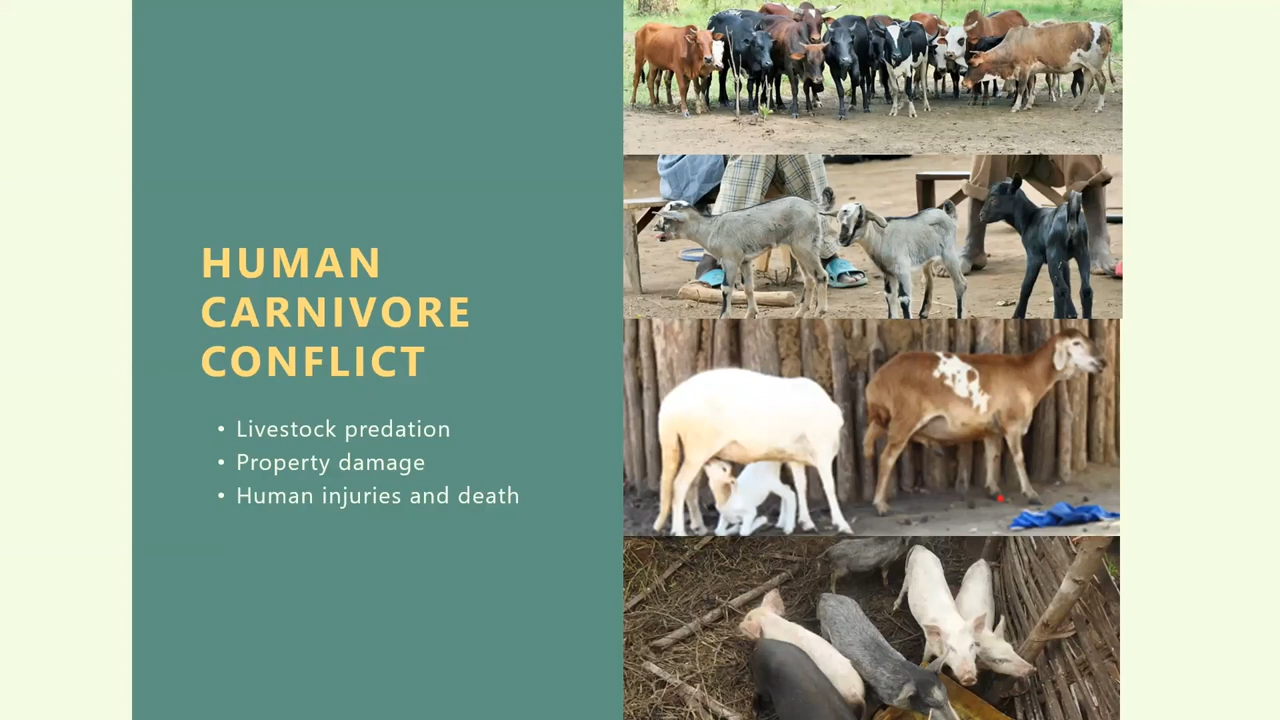 HUMAN
CARNIVORE
CONFLICT
• Livestock predation
• Property damage
• Human injuries and death